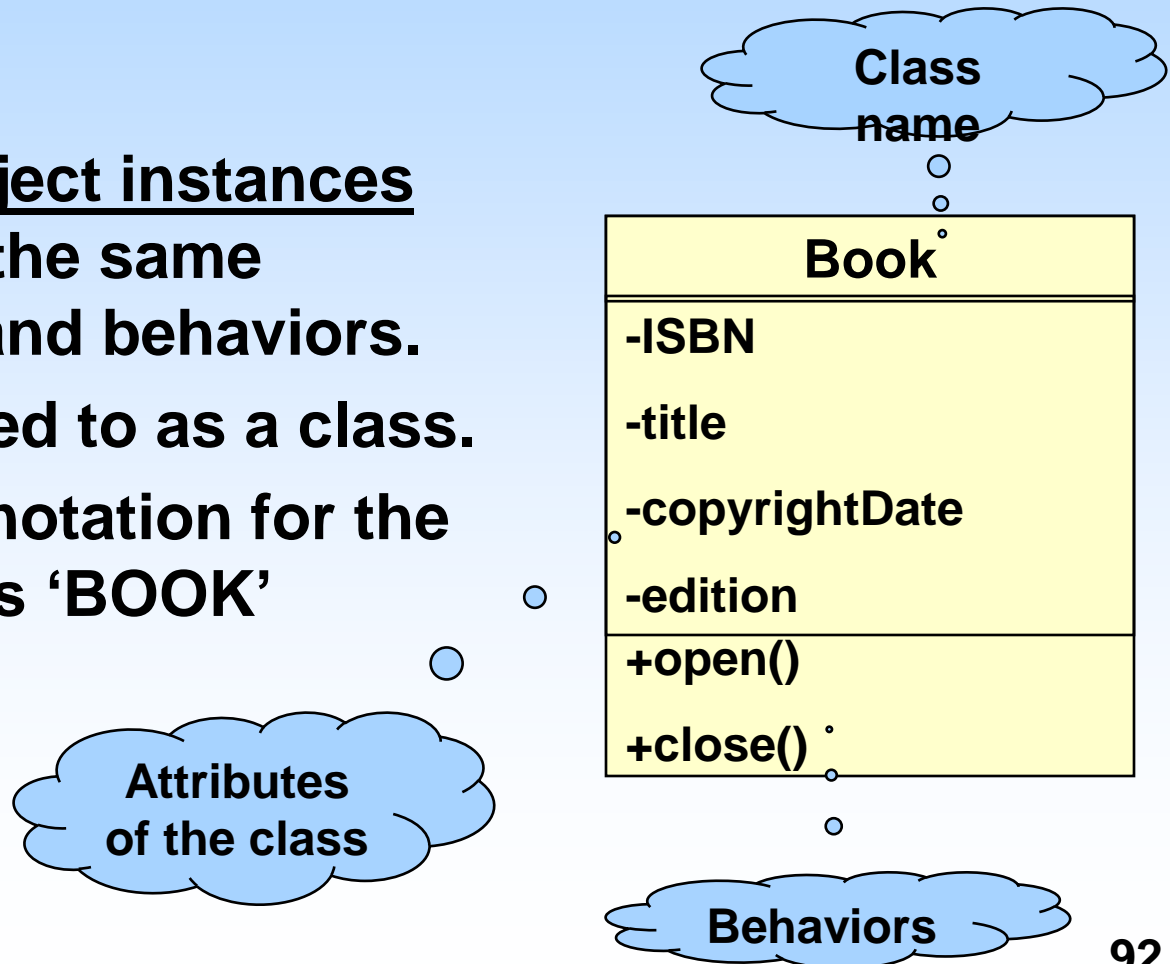 Class
name
ject instances
the same
and behaviors.
ed to as a class.
notation for the
s ‘BOOK’
Book
-ISBN
-title
-copyrightDate
-edition
+open()
+close()
Attributes
of the class
Behaviors
92